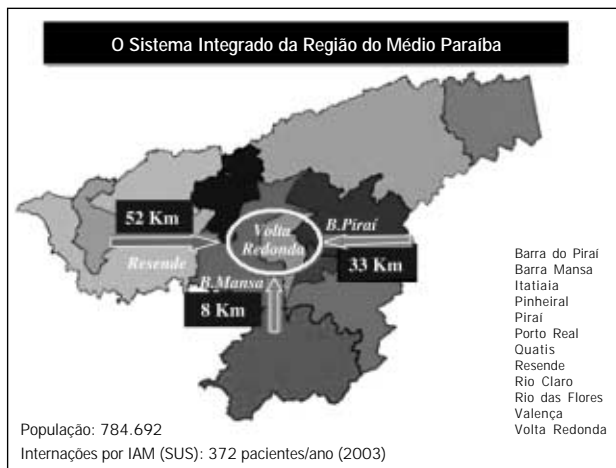 O Sistema Integrado da Região do Médio Paraíba
52 Km
Volta
Redonda
B.Piraí
Resende
33 Km
B.Mansa
8 Km
Barra do Piraí
Barra Mansa
Itatiaia
Pinheiral
Piraí
Porto Real
Quatis
Resende
Rio Claro
Rio das Flores
Valença
Volta Redonda
População: 784.692
Internações por IAM (SUS): 372 pacientes/ano (2003)